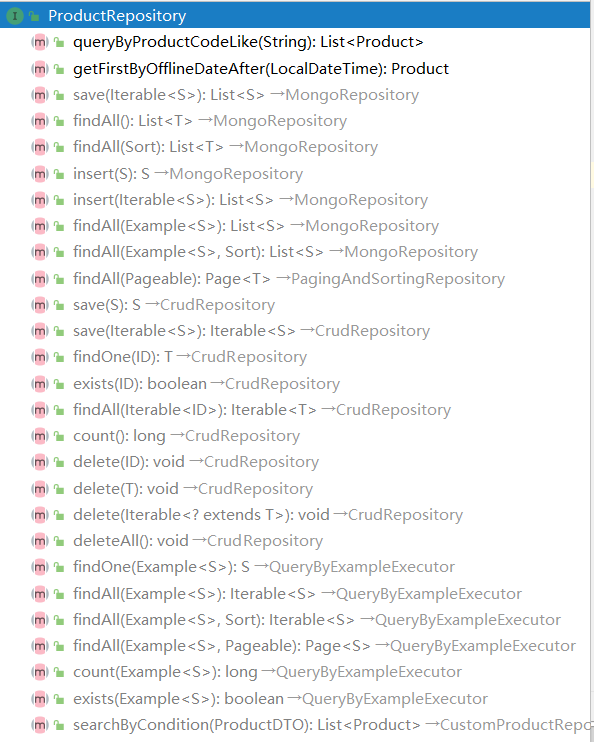 I ProductRepository
m queryByProductCodeLike(String): List<Product>
m getFirstByOfflineDateAfter(LocalDateTime): Product
m save(Iterable<S>): List<S> →MongoRepository
m findAll(): List<T> →MongoRepository
m findAll(Sort): List<T> →MongoRepository
m insert(S): S →MongoRepository
m insert(Iterable<S>): List<S> →MongoRepository
m findAll(Example<S>): List<S> →MongoRepository
m findAll(Example<S>, Sort): List<S> →MongoRepository
m findAll(Pageable): Page<T> →PagingAndSortingRepository
m save(S): S →CrudRepository
m save(Iterable<S>): Iterable<S> →CrudRepository
m findOne(ID): T →CrudRepository
m exists(ID): boolean →CrudRepository
m findAll(Iterable<ID>): Iterable<T> →CrudRepository
m count(): long →CrudRepository
m delete(ID): void →CrudRepository
m delete(T): void →CrudRepository
m delete(Iterable<? extends T>): void →CrudRepository
m deleteAll(): void →CrudRepository
m findOne(Example<S>): S →QueryByExampleExecutor
m findAll(Example<S>): Iterable<S> →QueryByExampleExecutor
m findAll(Example<S>, Sort): Iterable<S> →QueryByExampleExecutor
m findAll(Example<S>, Pageable): Page<S> →QueryByExampleExecutor
m count(Example<S>): long →QueryByExampleExecutor
m exists(Example<S>): boolean →QueryByExampleExecutor
m searchByCondition(ProductDTO): List<Product> →CustomProductRepo